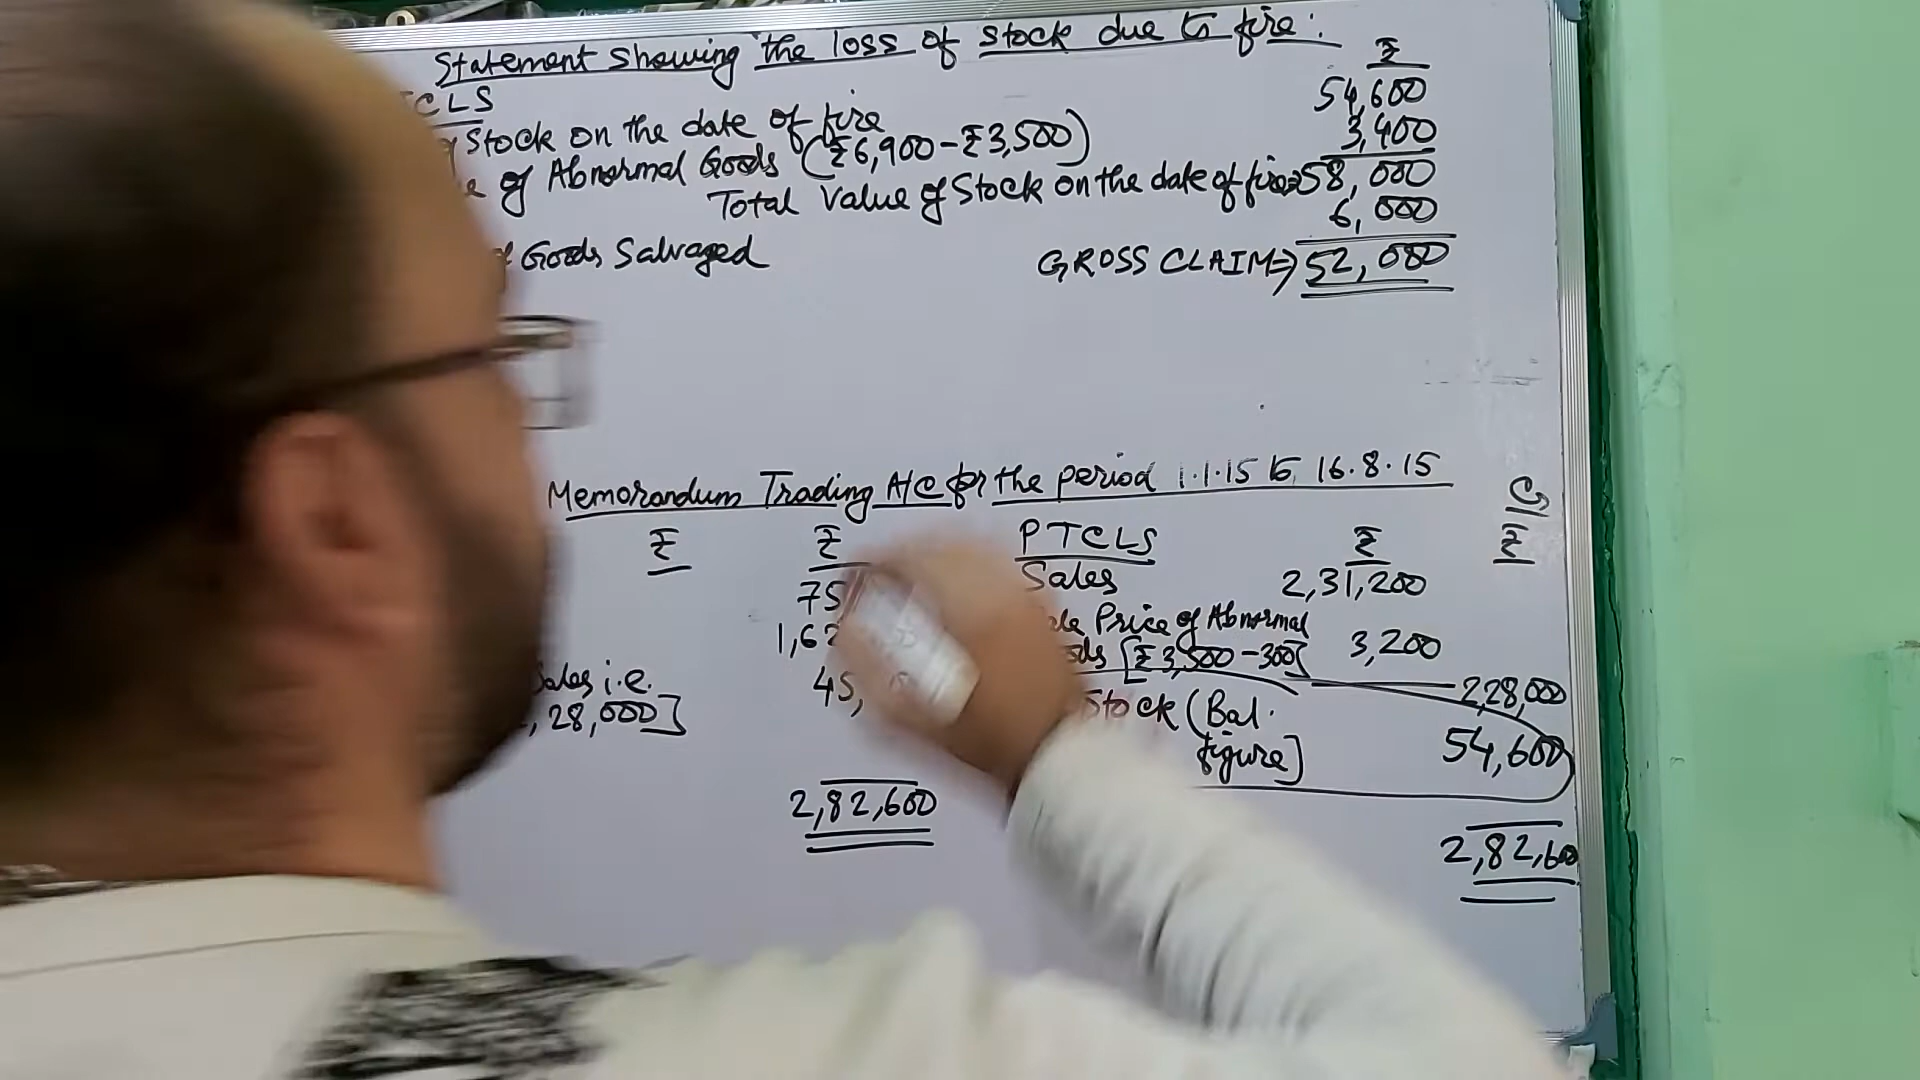 Statement showing the loss of stock due to fire:
CLS ₹
Stock on the date of fire 54,600
of Abnormal Goods (₹6,900-₹3,500) 3,400
Total Value of Stock on the date of fire 58,000
6,000
Goods Salvaged GROSS CLAIM⇒ 52,000
Memorandum Trading A/C for the period 1.1.15 to 16.8.15
₹ ₹ PTCLS ₹ ₹
75 Sales 2,31,200
1,62 Price of Abnormal
[₹3,500-300] 3,200
Sales i.e. 45, 2,28,000
28,000] Stock (Bal.
figure] 54,600
2,82,600 2,82,600